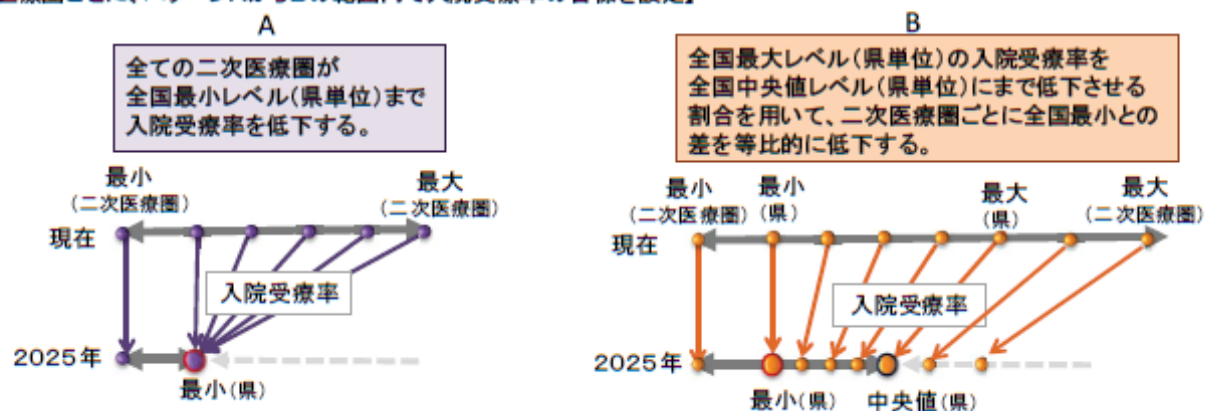 A
全ての二次医療圏が
全国最小レベル(県単位)まで
入院受療率を低下する。
最小
(二次医療圏)
最大
(二次医療圏)
現在
入院受療率
2025年
最小(県)
B
全国最大レベル(県単位)の入院受療率を
全国中央値レベル(県単位)にまで低下させる
割合を用いて、二次医療圏ごとに全国最小との
差を等比的に低下する。
最小
(二次医療圏)
最小
(県)
最大
(県)
最大
(二次医療圏)
現在
入院受療率
2025年
最小(県)
中央値(県)